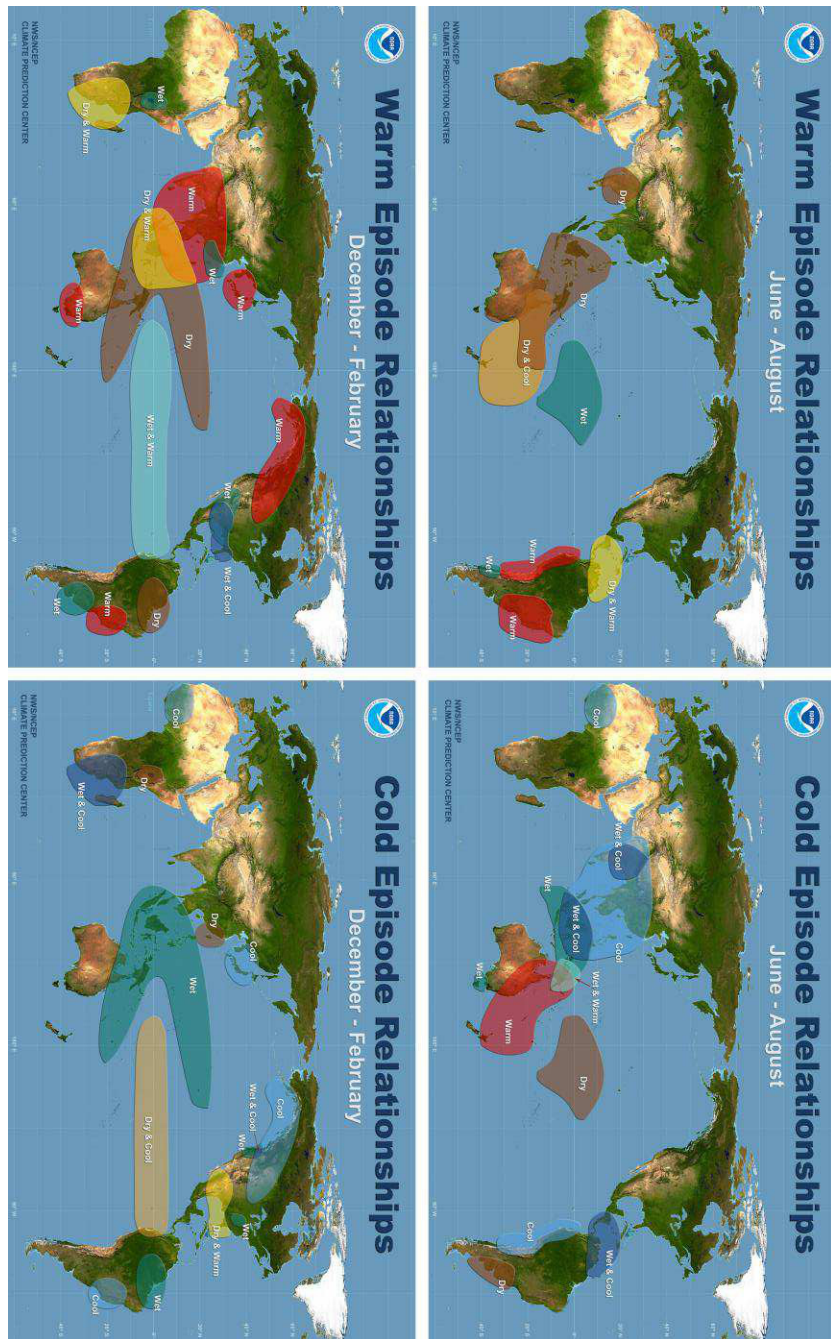 Warm Episode Relationships
June - August
Dry
Dry
Dry & Cool
Wet
Dry & Warm
Warm
Warm
Wet
NWS/NCEP
CLIMATE PREDICTION CENTER
Cold Episode Relationships
June - August
Cool
Wet & Cool
Cool
Wet & Cool
Wet
Wet & Warm
Warm
Wet
Dry
Wet & Cool
Cool
Dry
NWS/NCEP
CLIMATE PREDICTION CENTER
Warm Episode Relationships
December - February
Warm
Wet
Warm
Dry & Warm
Dry
Warm
Wet
Dry & Warm
Warm
Wet & Warm
Wet
Wet & Cool
Dry
Warm
Wet
NWS/NCEP
CLIMATE PREDICTION CENTER
Cold Episode Relationships
December - February
Cool
Dry
Wet & Cool
Dry
Cool
Wet
Cool
Wet & Cool
Wet
Wet
Dry & Warm
Dry & Cool
Wet
Cool
NWS/NCEP
CLIMATE PREDICTION CENTER